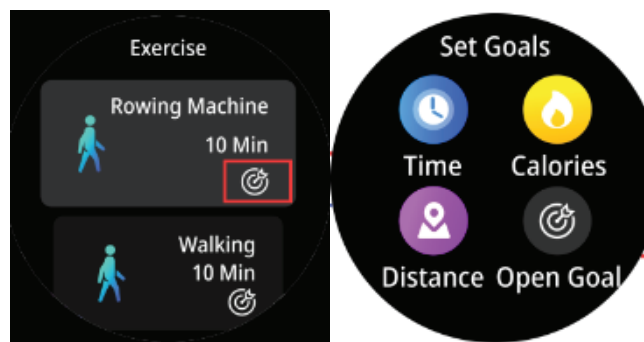 Exercise
Rowing Machine
10 Min
Walking
10 Min
Set Goals
Time
Calories
Distance
Open Goal